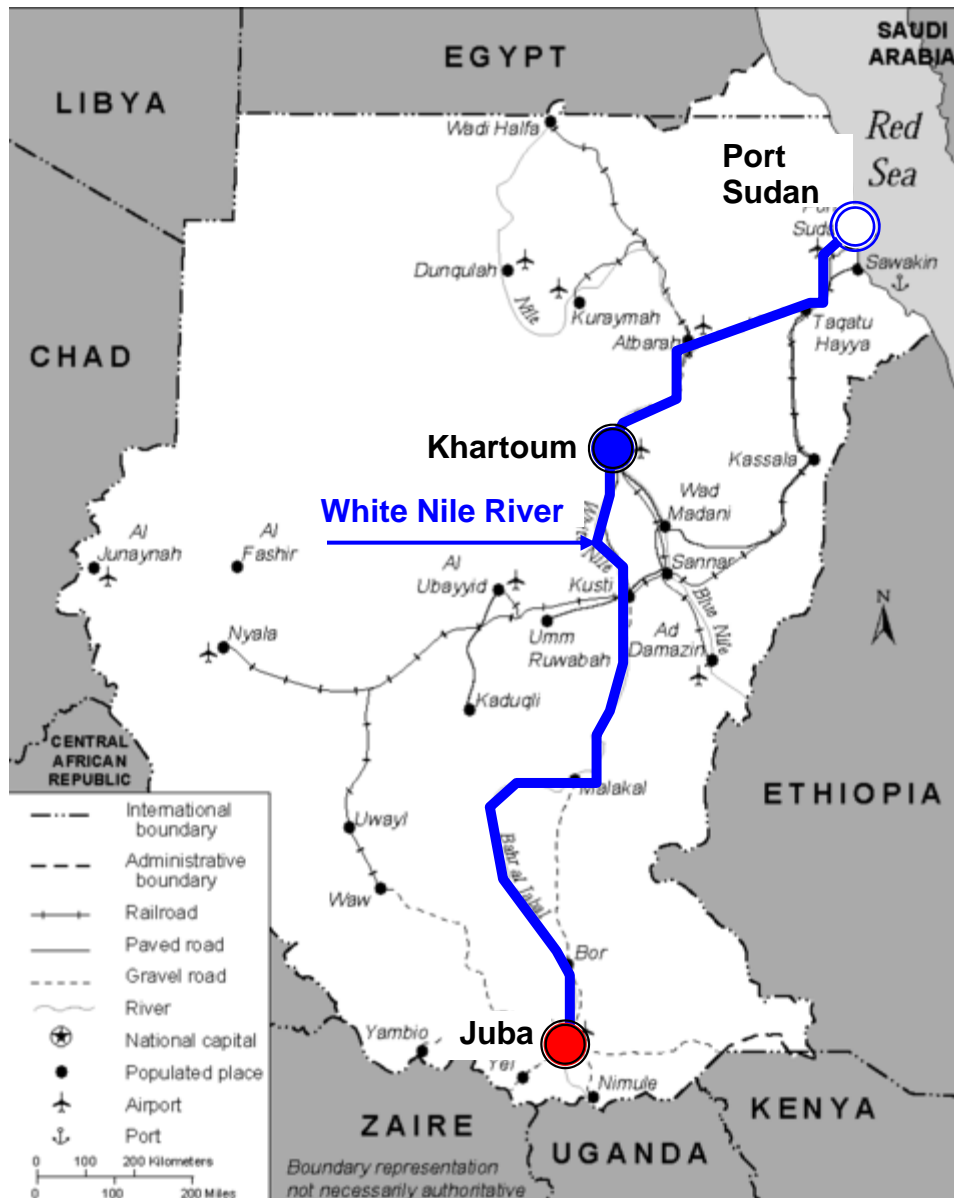 EGYPT
SAUDI
ARABIA
LIBYA
Red
Sea
Wadi Halfa
Port
Sudan
Sawakin
Dunqulah
Nile
Kuraymah
Atbarah
Taqatu
Hayya
CHAD
Khartoum
Kassala
Wad
Madani
White Nile River
Nile
Al
Junaynah
Al
Fashir
Al
Ubayyid
Kusti
Sannar
Blue Nile
Umm
Ruwabah
Ad
Damazin
N
Nyala
Kaduqli
CENTRAL
AFRICAN
REPUBLIC
Malakal
ETHIOPIA
Uwayl
Bahr al Jabal
Waw
Bor
Juba
Yambio
Yei
Nimule
ZAIRE
UGANDA
KENYA
International
boundary
Administrative
boundary
Railroad
Paved road
Gravel road
River
National capital
Populated place
Airport
Port
0 100 200 Kilometers
0 100 200 Miles
Boundary representation
not necessarily authoritative